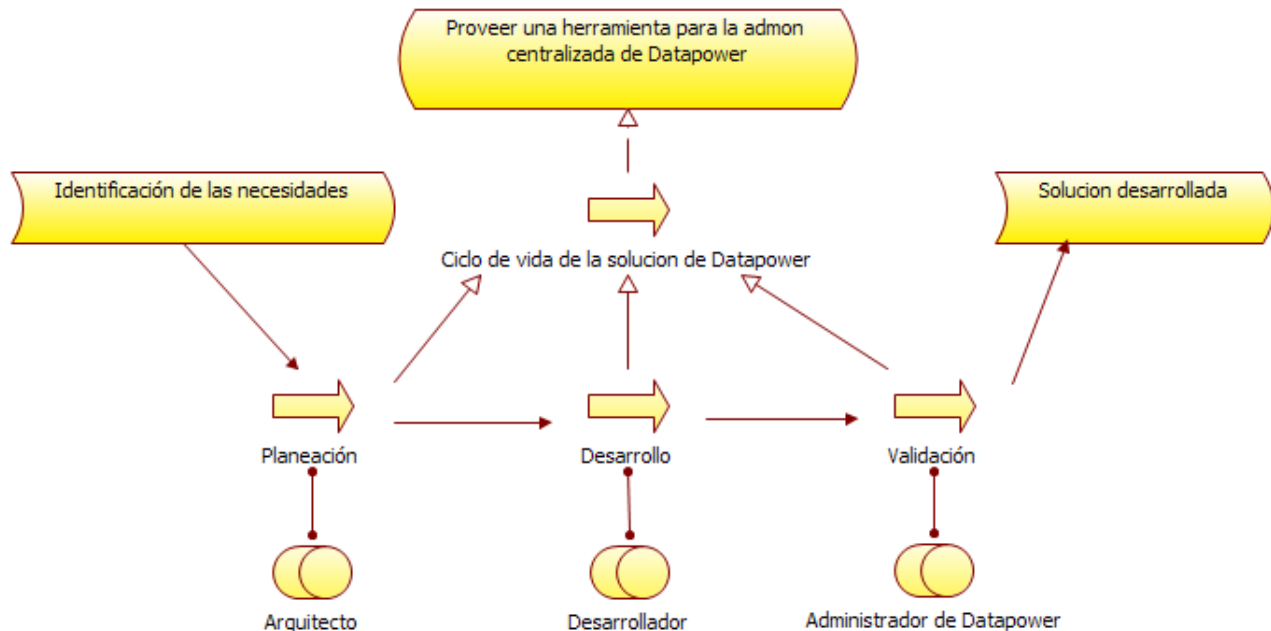 Proveer una herramienta para la admon
centralizada de Datapower
Identificación de las necesidades
Solucion desarrollada
Ciclo de vida de la solucion de Datapower
Planeación
Desarrollo
Validación
Arquitecto
Desarrollador
Administrador de Datapower